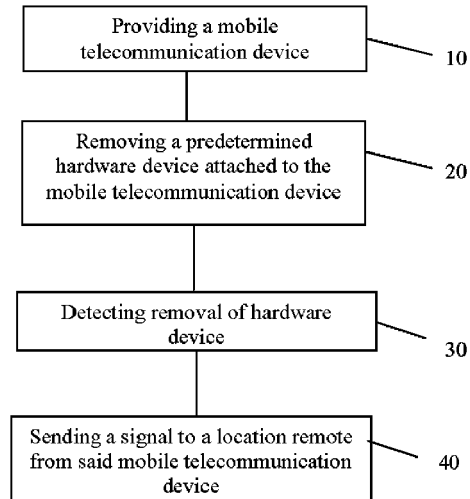 Providing a mobile
telecommunication device
10
Removing a predetermined
hardware device attached to the
mobile telecommunication device
20
Detecting removal of hardware
device
30
Sending a signal to a location remote
from said mobile telecommunication
device
40